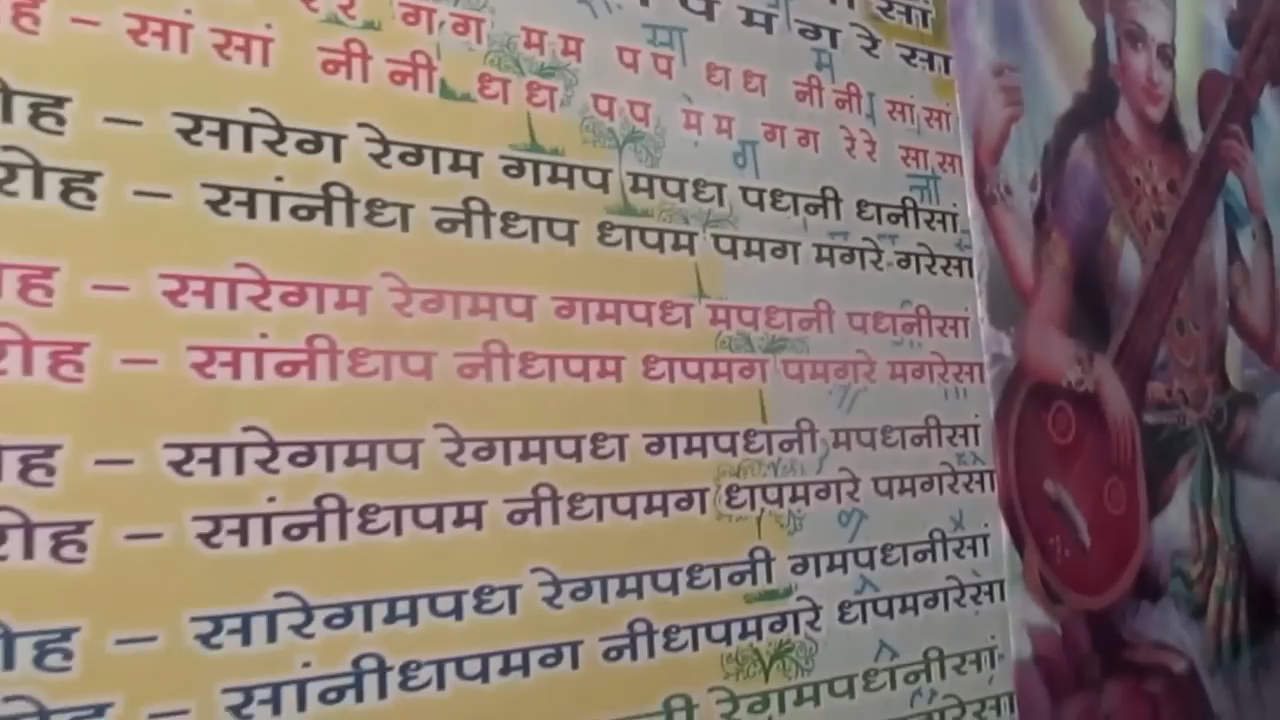 सां
प म ग रे सा
रे रे ग ग म म प प ध ध नी नी सां सां
ह – सां सां नी नी ध ध प प म म ग ग रे रे सा सा
ोह – सारेग रेगम गमप मपध पधनी धनीसां
रोह – सांनीध नीधप धपम पमग मगरे-गरेसा
ह – सारेगम रेगमप गमपध मपधनी पधनीसां
रोह – सांनीधप नीधपम धपमग पमगरे मगरेसा
ह – सारेगमप रेगमपध गमपधनी मपधनीसां
रोह – सांनीधपम नीधपमग धपमगरे पमगरेसा
ोह – सारेगमपध रेगमपधनी गमपधनीसां
रोह – सांनीधपमग नीधपमगरे धपमगरेसा
नी रेगमपधनीसां